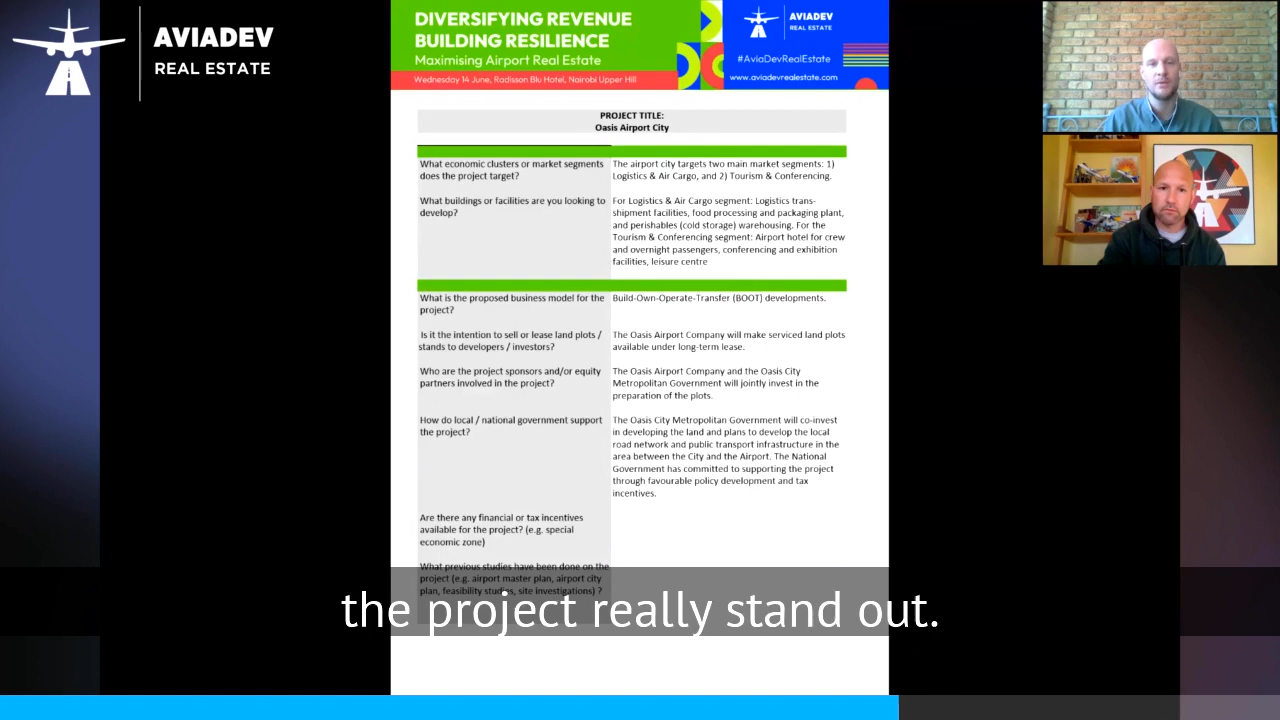 AVIADEV
REAL ESTATE
DIVERSIFYING REVENUE
BUILDING RESILIENCE
Maximising Airport Real Estate
Wednesday 14 June, Radisson Blu Hotel, Nairobi Upper Hill
AVIADEV
REAL ESTATE
#AviaDevRealEstate
www.aviadevrealestate.com
PROJECT TITLE:
Oasis Airport City
What economic clusters or market segments
does the project target?
The airport city targets two main market segments: 1)
Logistics & Air Cargo, and 2) Tourism & Conferencing.
What buildings or facilities are you looking to
develop?
For Logistics & Air Cargo segment: Logistics trans-
shipment facilities, food processing and packaging plant,
and perishables (cold storage) warehousing. For the
Tourism & Conferencing segment: Airport hotel for crew
and overnight passengers, conferencing and exhibition
facilities, leisure centre
What is the proposed business model for the
project?
Build-Own-Operate-Transfer (BOOT) developments.
Is it the intention to sell or lease land plots /
stands to developers / investors?
The Oasis Airport Company will make serviced land plots
available under long-term lease.
Who are the project sponsors and/or equity
partners involved in the project?
The Oasis Airport Company and the Oasis City
Metropolitan Government will jointly invest in the
preparation of the plots.
How do local / national government support
the project?
The Oasis City Metropolitan Government will co-invest
in developing the land and plans to develop the local
road network and public transport infrastructure in the
area between the City and the Airport. The National
Government has committed to supporting the project
through favourable policy development and tax
incentives.
Are there any financial or tax incentives
available for the project? (e.g. special
economic zone)
What previous studies have been done on the
project (e.g. airport master plan, airport city
plan, feasibility studies, site investigations) ?
the project really stand out.